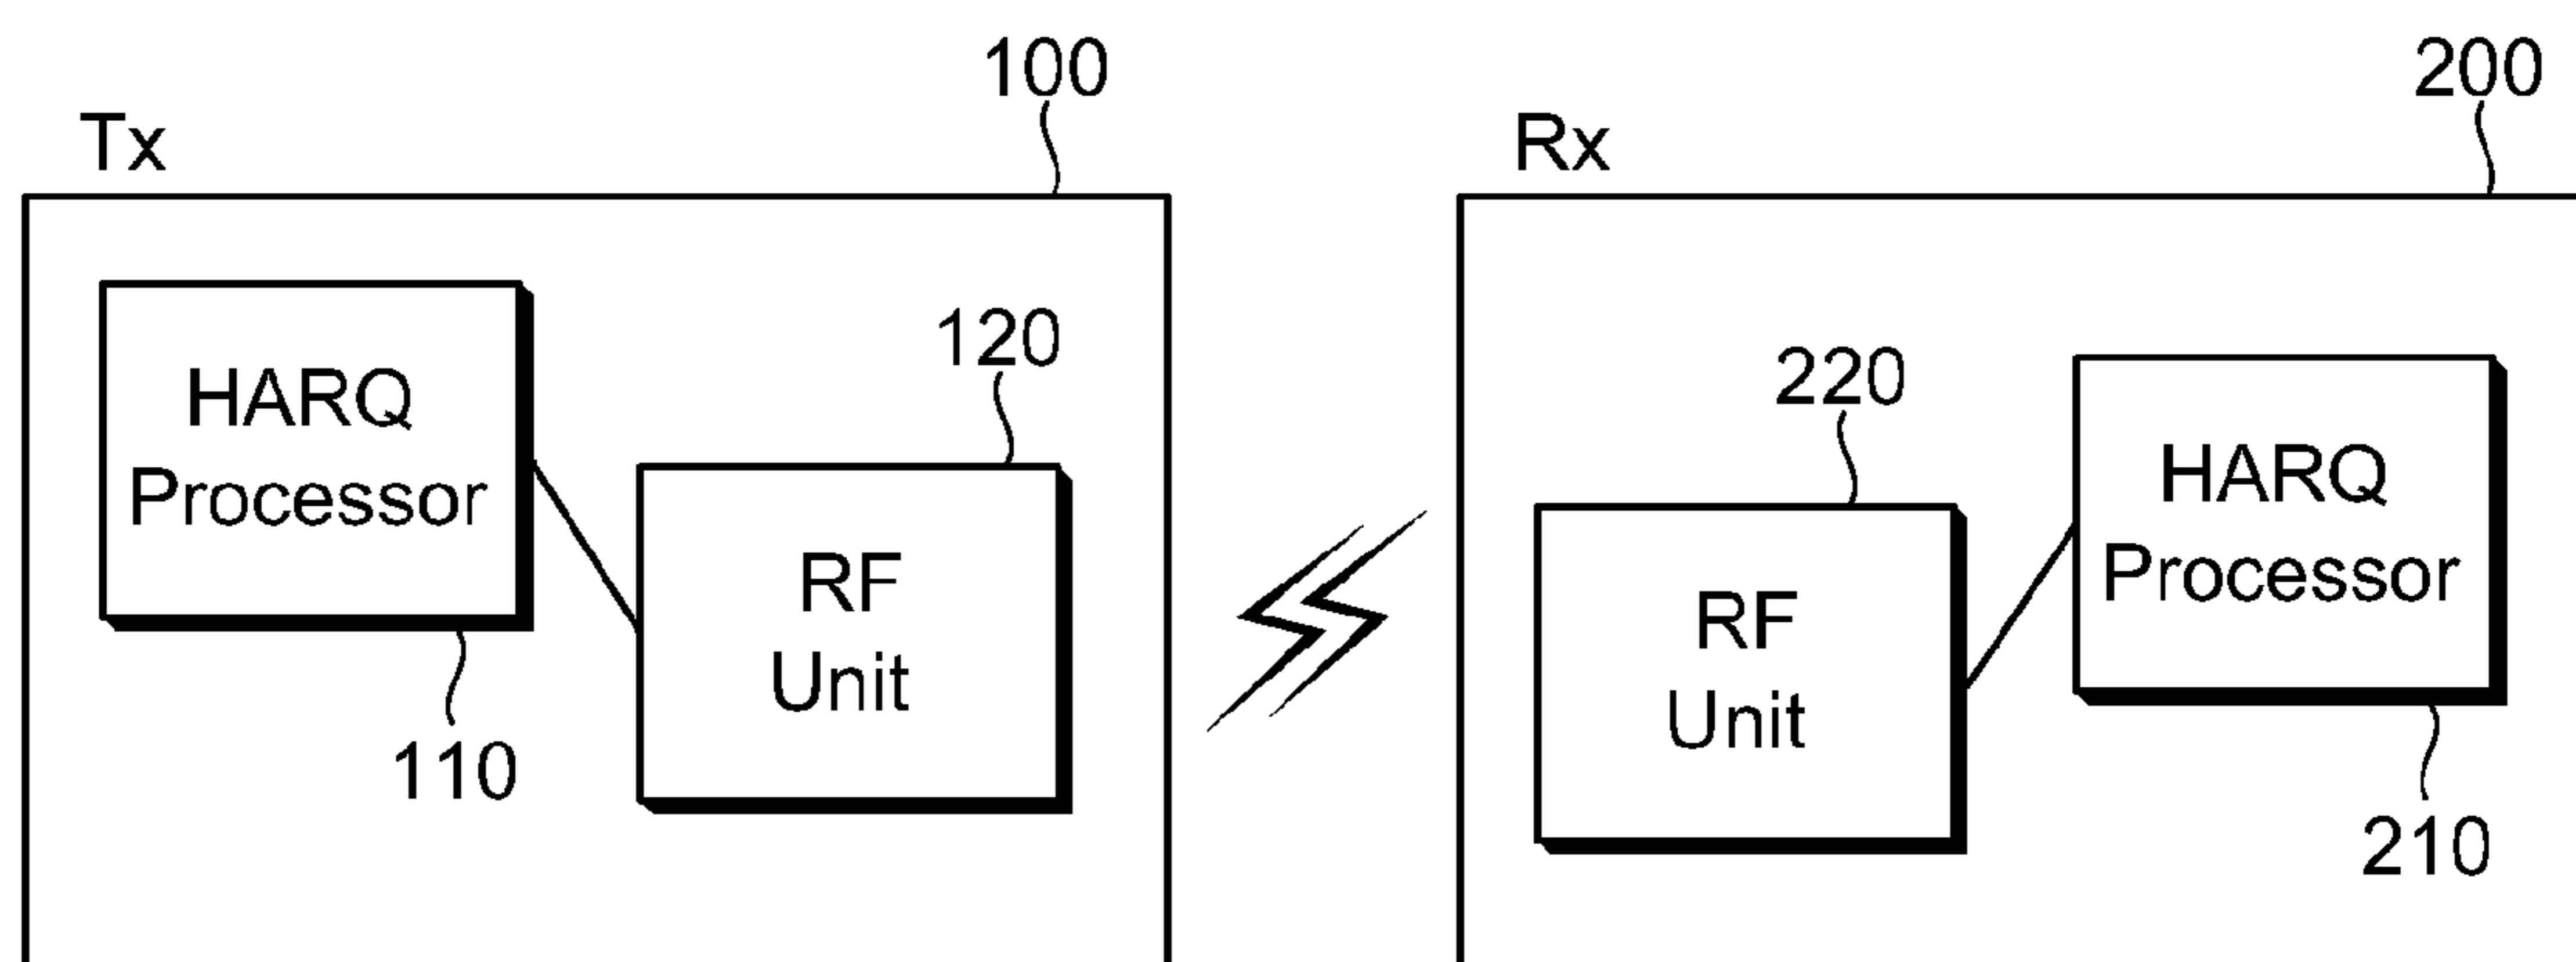 100
200
Tx
Rx
HARQ
Processor
120
RF
Unit
110
220
RF
Unit
HARQ
Processor
210